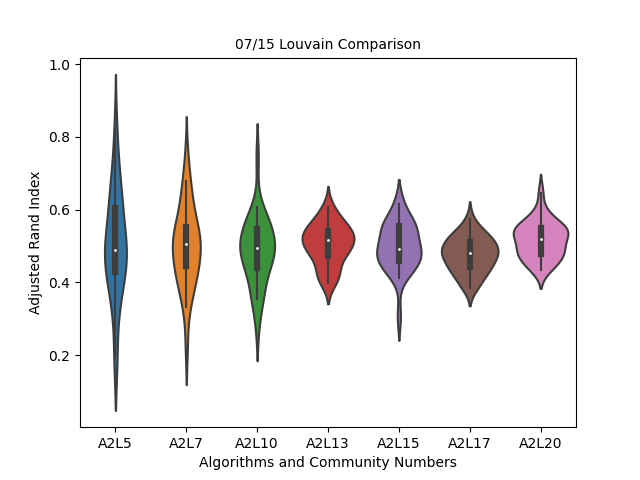 07/15 Louvain Comparison
1.0
0.8
0.6
0.4
0.2
Adjusted Rand Index
A2L5 A2L7 A2L10 A2L13 A2L15 A2L17 A2L20
Algorithms and Community Numbers